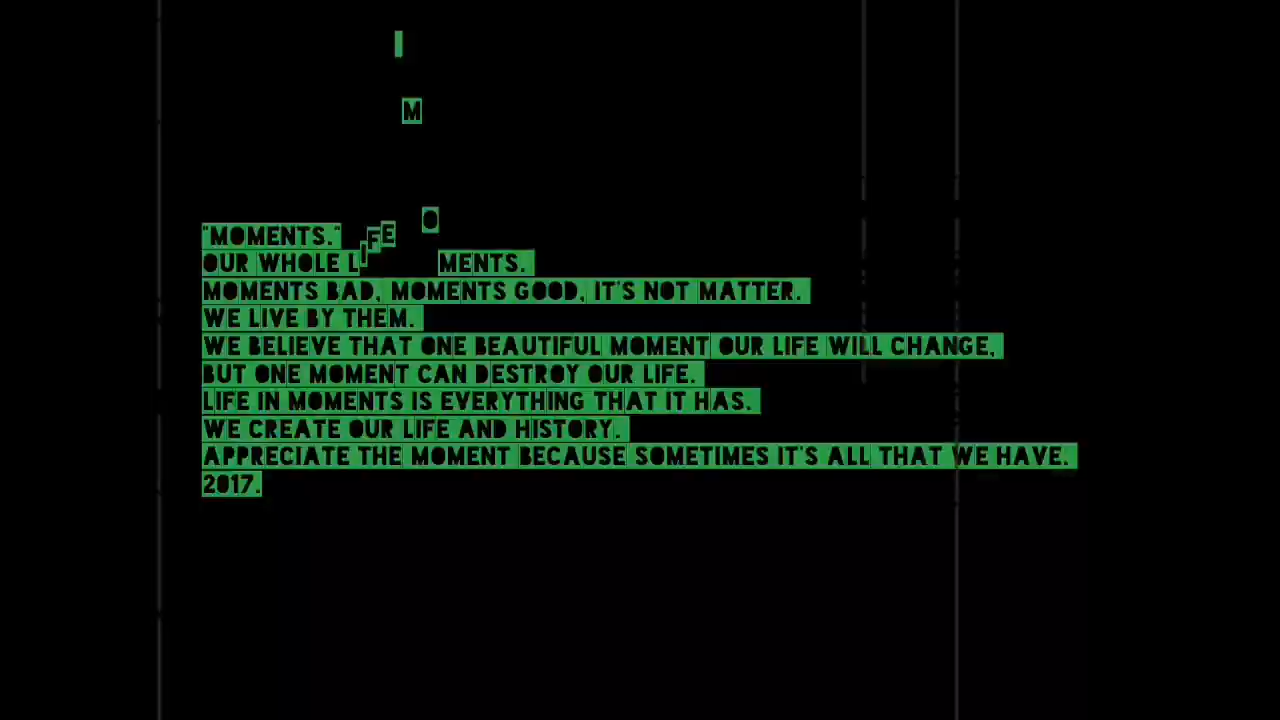 "MOMENTS."
OUR WHOLE LIFE MOMENTS.
MOMENTS BAD, MOMENTS GOOD, IT'S NOT MATTER.
WE LIVE BY THEM.
WE BELIEVE THAT ONE BEAUTIFUL MOMENT OUR LIFE WILL CHANGE,
BUT ONE MOMENT CAN DESTROY OUR LIFE.
LIFE IN MOMENTS IS EVERYTHING THAT IT HAS.
WE CREATE OUR LIFE AND HISTORY.
APPRECIATE THE MOMENT BECAUSE SOMETIMES IT'S ALL THAT WE HAVE.
2017.